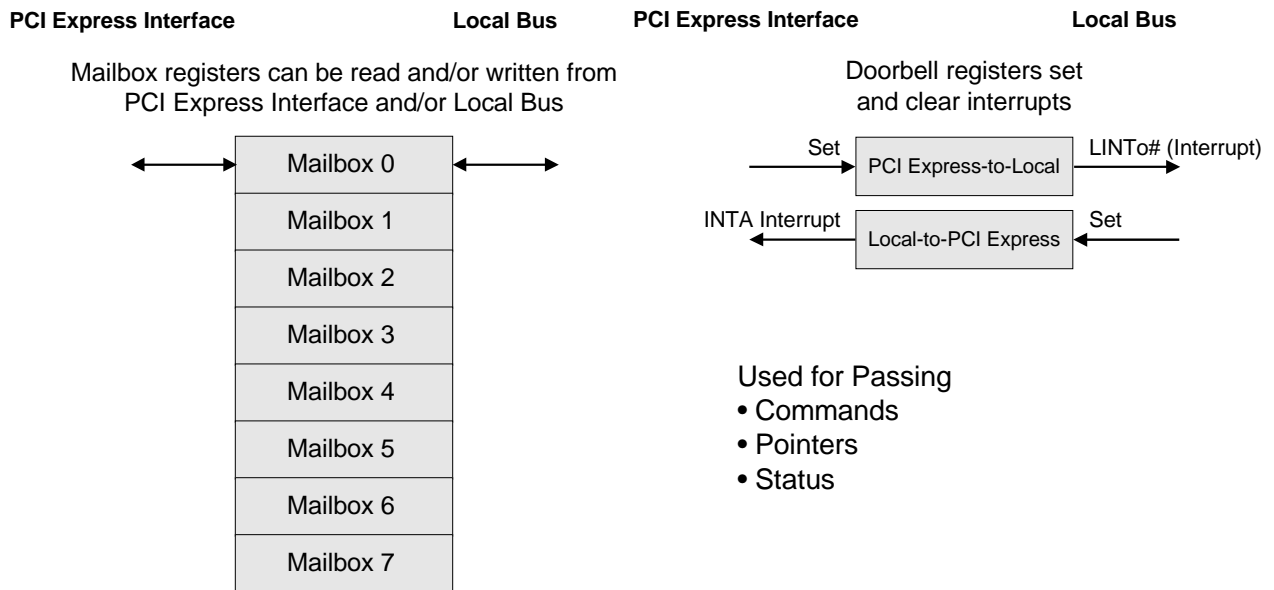 PCI Express Interface
Local Bus
Mailbox registers can be read and/or written from
PCI Express Interface and/or Local Bus
Mailbox 0
Mailbox 1
Mailbox 2
Mailbox 3
Mailbox 4
Mailbox 5
Mailbox 6
Mailbox 7
PCI Express Interface
Local Bus
Doorbell registers set
and clear interrupts
Set
PCI Express-to-Local
LINTo# (Interrupt)
INTA Interrupt
Local-to-PCI Express
Set
Used for Passing
• Commands
• Pointers
• Status